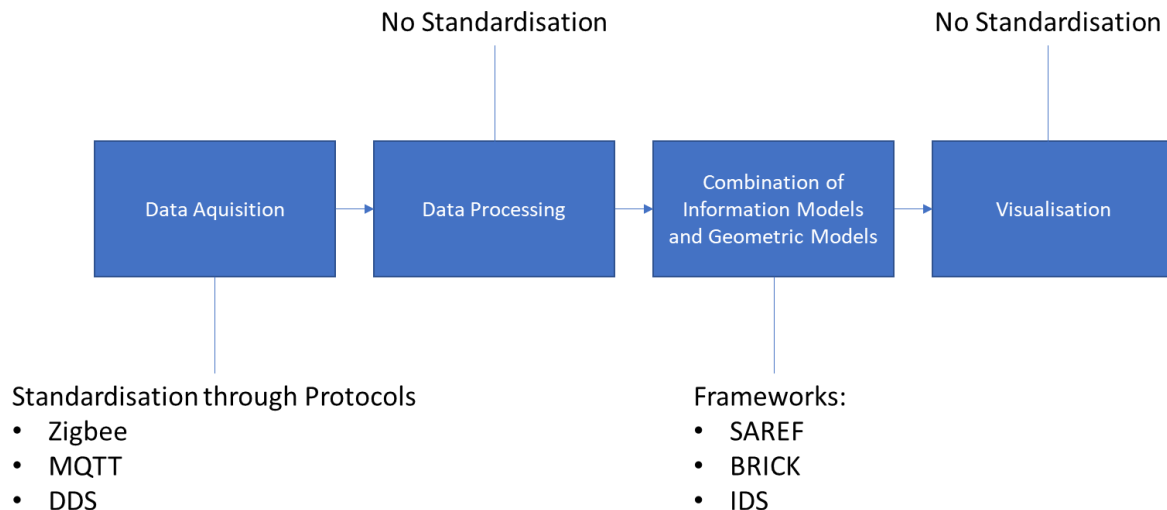 No Standardisation
No Standardisation
Data Aquisition
Data Processing
Combination of
Information Models
and Geometric Models
Visualisation
Standardisation through Protocols
• Zigbee
• MQTT
• DDS
Frameworks:
• SAREF
• BRICK
• IDS